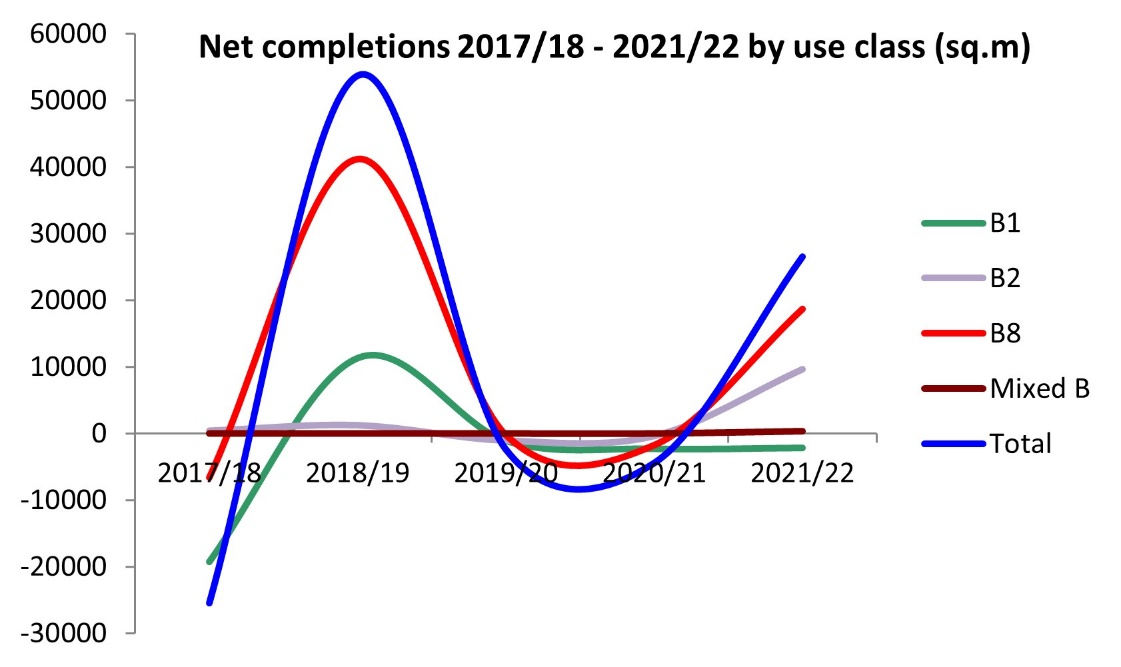 Net completions 2017/18 - 2021/22 by use class (sq.m)
60000
50000
40000
30000
20000
10000
0
-10000
-20000
-30000
2017/18 2018/19 2019/20 2020/21 2021/22
B1
B2
B8
Mixed B
Total